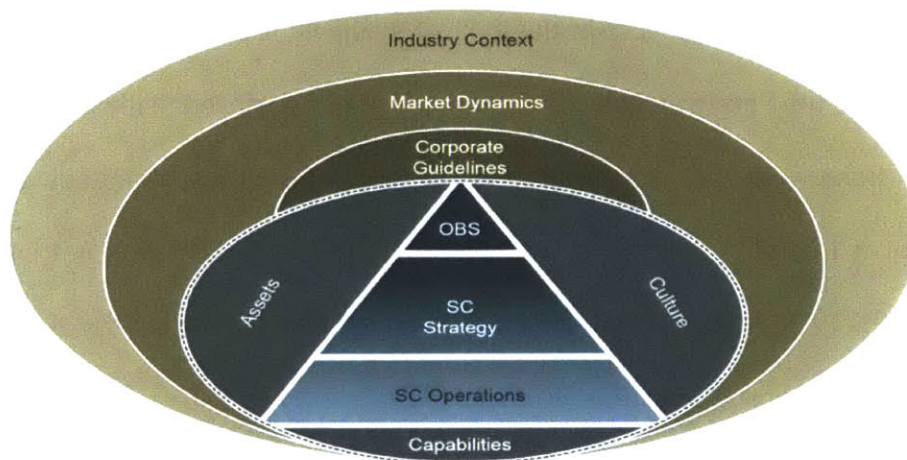 Industry Context
Market Dynamics
Corporate
Guidelines
OBS
Assets
Culture
SC
Strategy
SC Operations
Capabilities